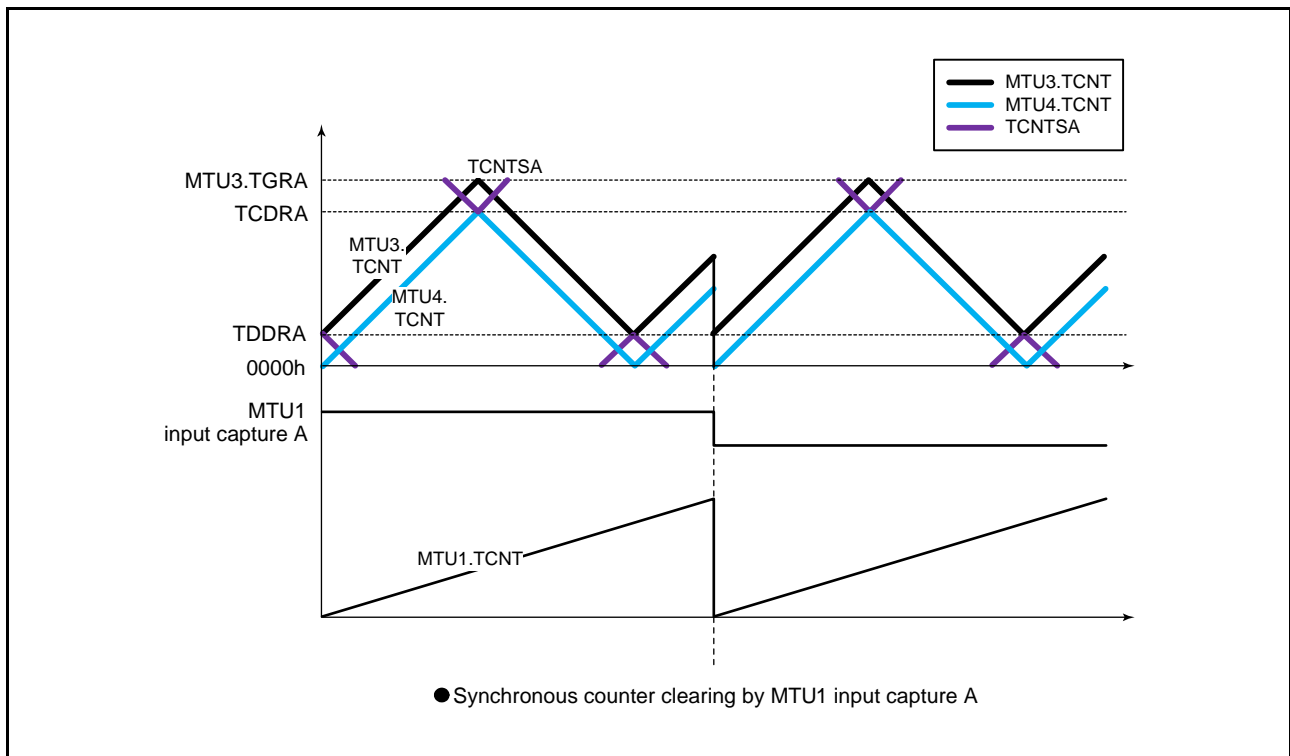 MTU3.TCNT
MTU4.TCNT
TCNTSA
TCNTSA
MTU3.TGRA
TCDRA
MTU3.
TCNT
MTU4.
TCNT
TDDRA
0000h
MTU1
input capture A
MTU1.TCNT
●Synchronous counter clearing by MTU1 input capture A